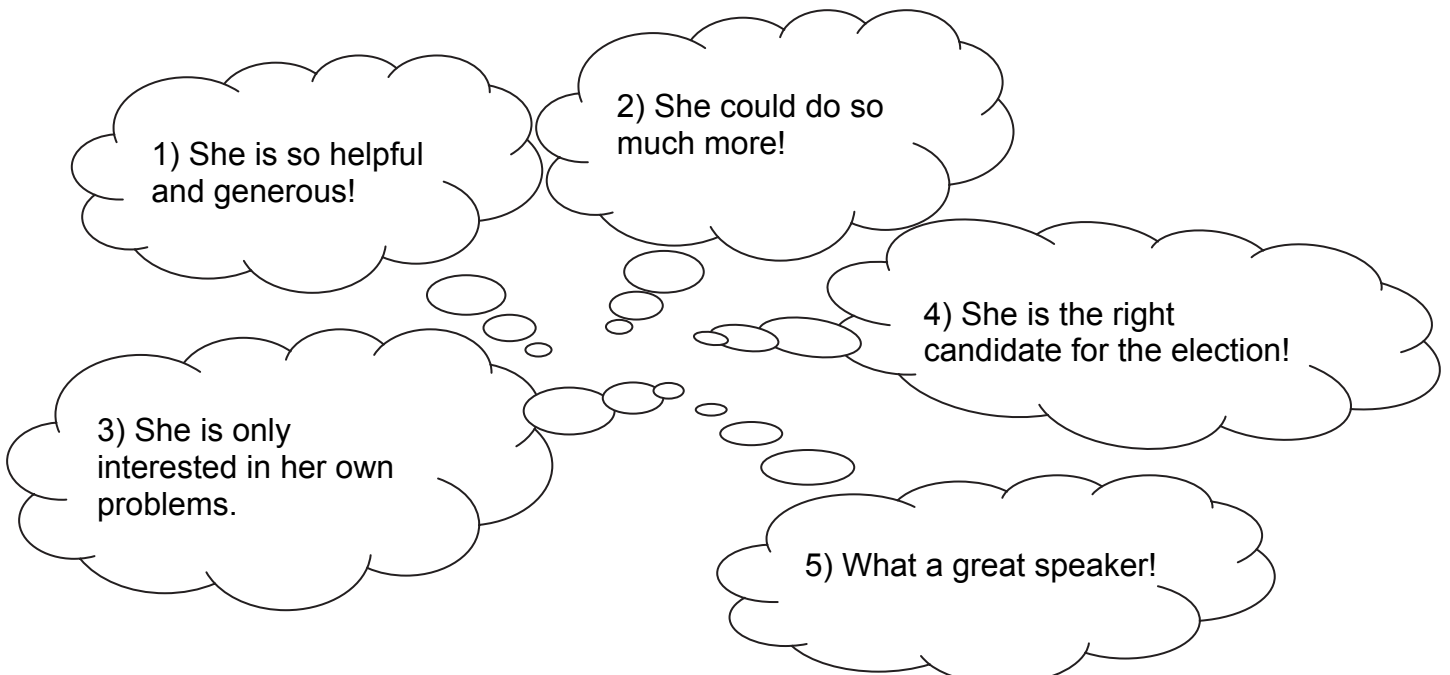 1) She is so helpful
and generous!
2) She could do so
much more!
3) She is only
interested in her own
problems.
4) She is the right
candidate for the election!
5) What a great speaker!